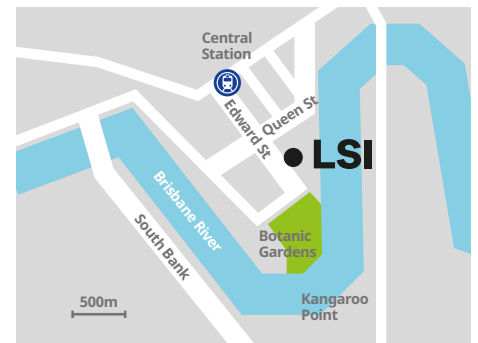 Central
Station
Queen St
Edward St
LSI
Brisbane River
South Bank
Botanic
Gardens
Kangaroo
Point
500m